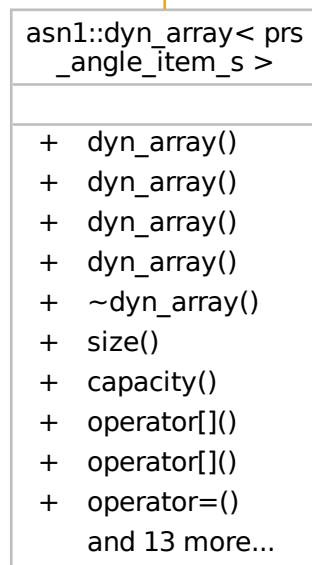 asn1::dyn_array< prs
_angle_item_s >
+ dyn_array()
+ dyn_array()
+ dyn_array()
+ dyn_array()
+ ~dyn_array()
+ size()
+ capacity()
+ operator[]()
+ operator[]()
+ operator=()
and 13 more...